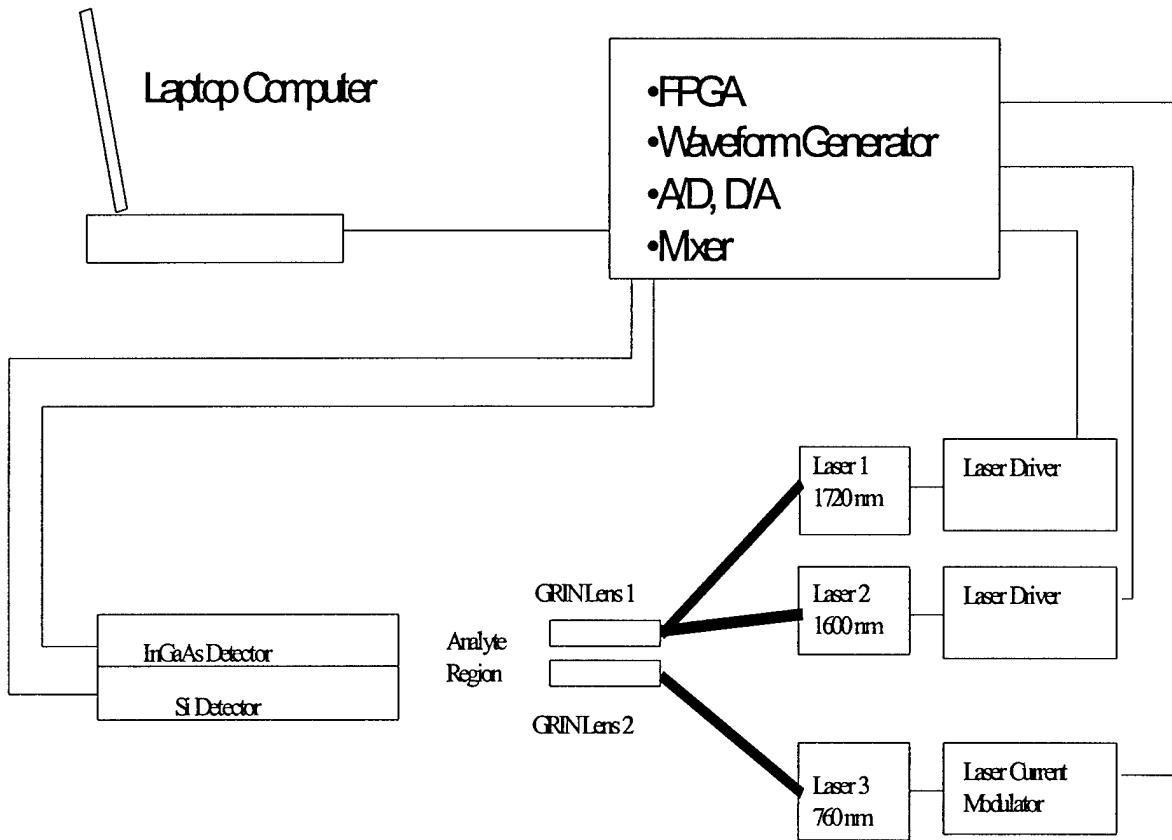 Laptop Computer
•FPGA
•Waveform Generator
•A/D, D/A
•Mixer
Laser 1
1720 nm
Laser Driver
GRIN Lens 1
Laser 2
1600 nm
Laser Driver
Analyte
Region
InGaAs Detector
Si Detector
GRIN Lens 2
Laser 3
760 nm
Laser Current
Modulator